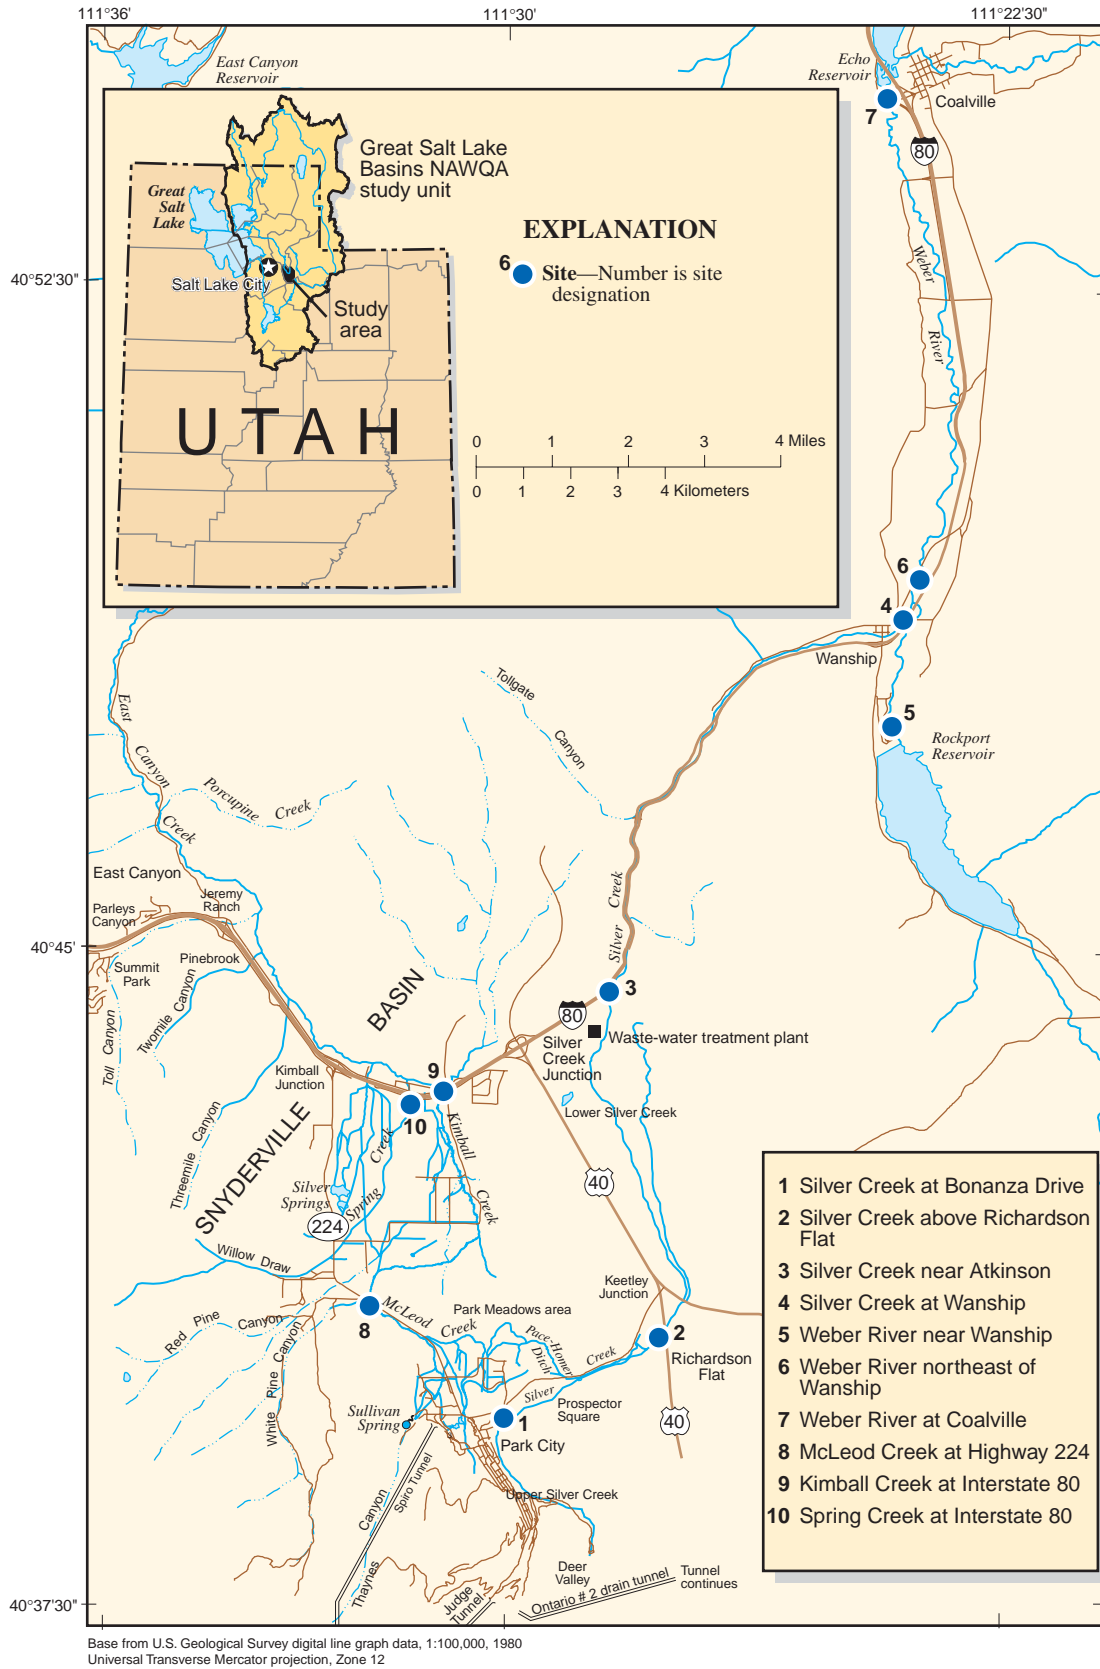 111°36'
111°30'
111°22'30"
East Canyon
Reservoir
Echo
Reservoir
Coalville
7
80
Great Salt Lake
Basins NAWQA
study unit
Great
Salt
Lake
Salt Lake City
Study
area
UTAH
EXPLANATION
6
Site—Number is site
designation
0 1 2 3 4 Miles
0 1 2 3 4 Kilometers
40°52'30"
Weber
River
6
4
Wanship
5
Rockport
Reservoir
Tollgate
Canyon
East
Canyon
Creek
Porcupine Creek
East Canyon
Jeremy
Ranch
Parleys
Canyon
40°45'
Summit
Park
Pinebrook
Toll Canyon
Twomile Canyon
Threemile Canyon
SNYDERVILLE
BASIN
Silver Creek
3
80
Waste-water treatment plant
Silver
Creek
Junction
Kimball
Junction
9
10
Lower Silver Creek
Kimball
Creek
Spring Creek
Silver
Springs
224
40
Willow Draw
Keetley
Junction
8
McLeod
Creek
Park Meadows area
Pace-Homer
Ditch
2
Richardson
Flat
Red Pine Canyon
White Pine Canyon
Silver Creek
Sullivan
Spring
Prospector
Square
1
Park City
40
Thaynes Canyon
Spiro Tunnel
Upper Silver Creek
Deer
Valley
Judge
Tunnel
Ontario # 2 drain tunnel
Tunnel
continues
40°37'30"
1 Silver Creek at Bonanza Drive
2 Silver Creek above Richardson
Flat
3 Silver Creek near Atkinson
4 Silver Creek at Wanship
5 Weber River near Wanship
6 Weber River northeast of
Wanship
7 Weber River at Coalville
8 McLeod Creek at Highway 224
9 Kimball Creek at Interstate 80
10 Spring Creek at Interstate 80
Base from U.S. Geological Survey digital line graph data, 1:100,000, 1980
Universal Transverse Mercator projection, Zone 12